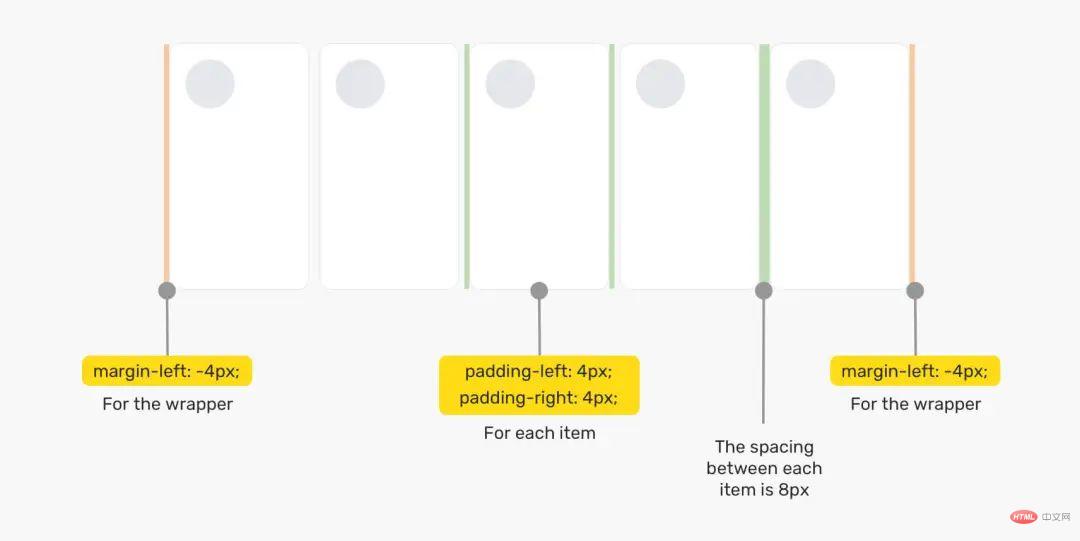 margin-left: -4px;
For the wrapper
padding-left: 4px;
padding-right: 4px;
For each item
The spacing
between each
item is 8px
margin-left: -4px;
For the wrapper
HTML 中文网